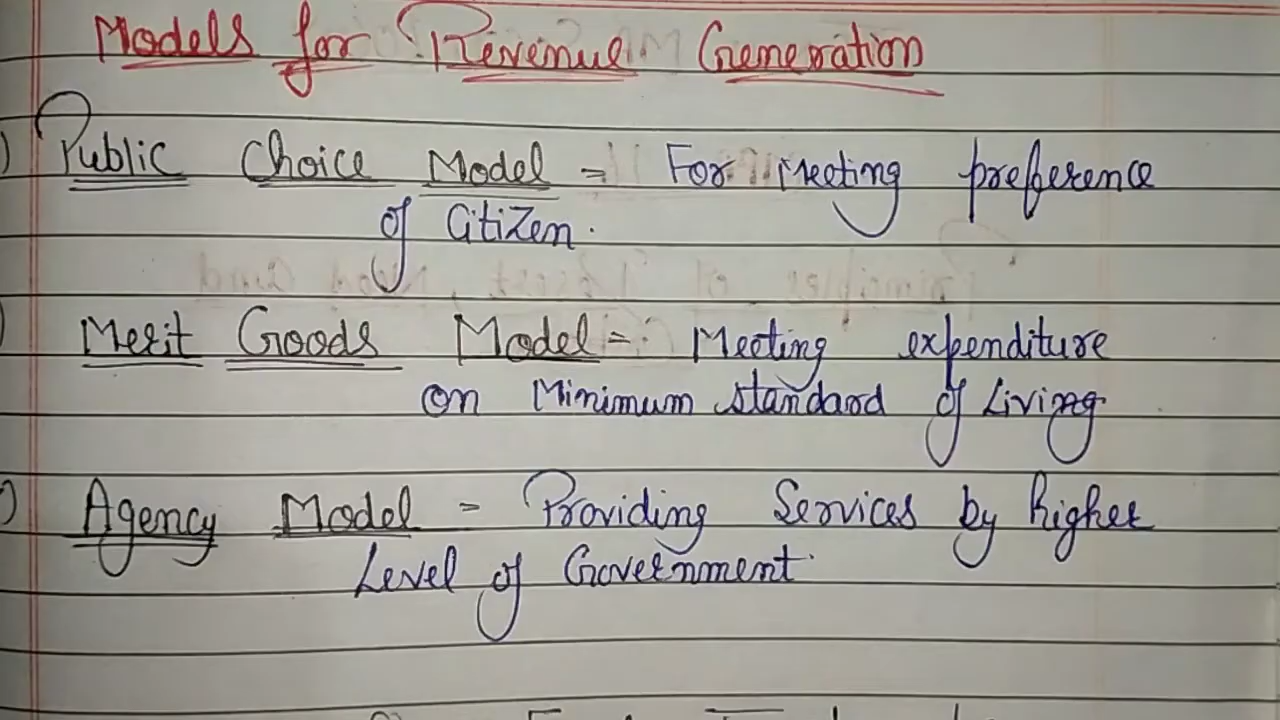 Models for Revenue Generation
) Public Choice Model = For Meeting preference
of Citizen.
) Merit Goods Model = Meeting expenditure
on Minimum standard of Living.
) Agency Model = Providing Services by higher
Level of Government.